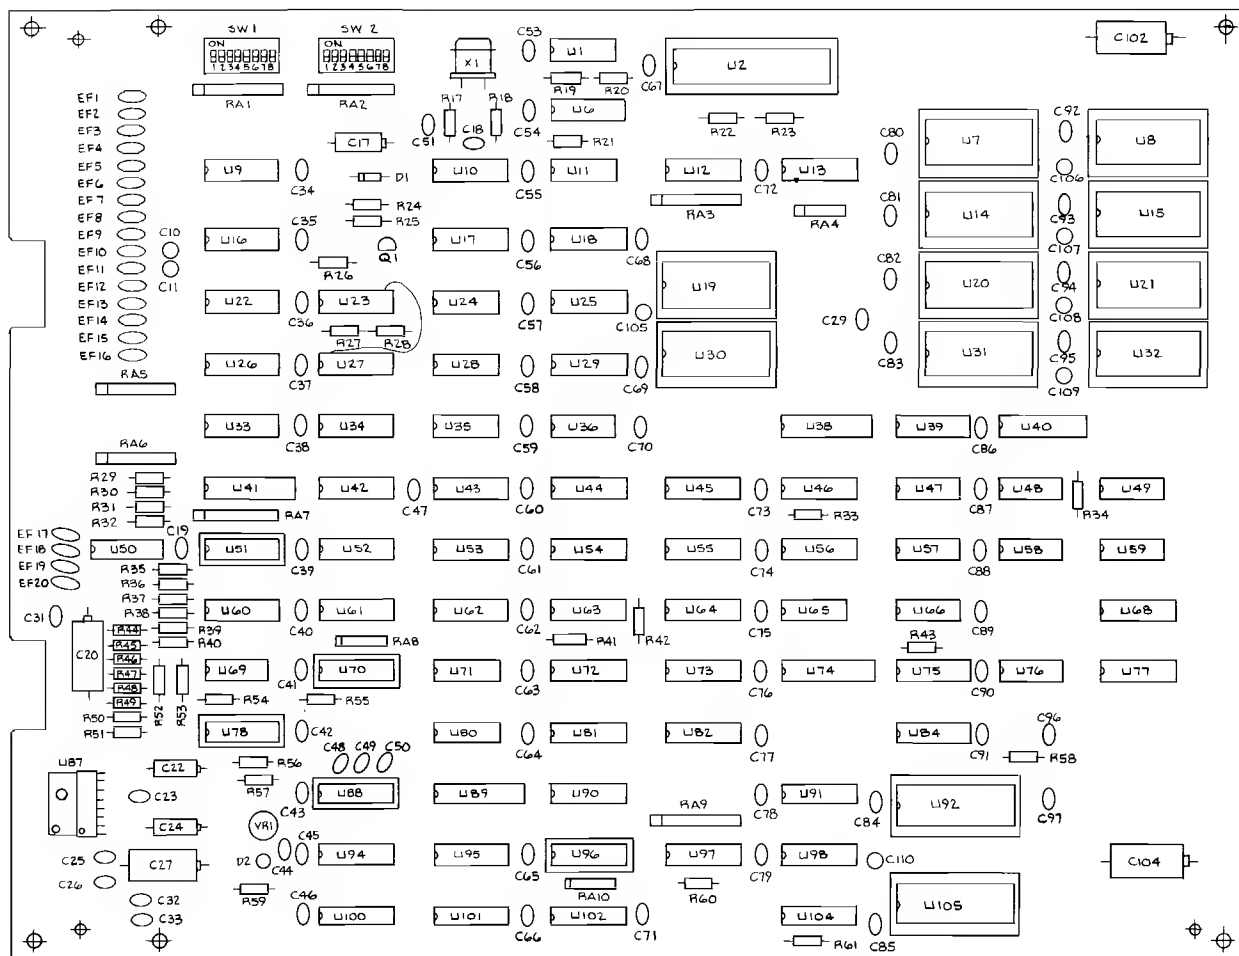 SW1 SW2
ON ON
12345678 12345678
RA1 RA2
X1
C53 U1 C67 U2 C102
R17 R18 R19 R20
C51 C18 C54 U6 R21
R22 R23
EF1
EF2
EF3
EF4
EF5
EF6
EF7
EF8
EF9
EF10
EF11
EF12
EF13
EF14
EF15
EF16
C10
C11
RA5
C17
C80 U7 C92 U8
U9 C34 D1 U10 C55 U11 U12 C72 U13 C106
R24
R25
RA3 RA4
C81 U14 C93 U15
U16 C35 Q1 U17 C56 U18 C68 C107
R26
C82 U20 C94 U21
U19
U22 C36 U23 U24 C57 U25 C105 C29 C108
R27 R28
U30 C83 U31 C95 U32
U26 C37 U27 U28 C58 U29 C69 C109
U33 C38 U34 U35 C59 U36 C70 U38 U39 C86 U40
RA6
R29
R30
R31
R32
U41 U42 C47 U43 C60 U44 U45 C73 U46 U47 C87 U48 R34 U49
RA7 R33
EF17
EF18
EF19
EF20
U50 C19 U51 C39 U52 U53 C61 U54 U55 C74 U56 U57 C88 U58 U59
R35
R36
R37
R38
R39
R40
C31 C20
U60 C40 U61 U62 C62 U63 R42 U64 C75 U65 U66 C89 U68
RA8 R41 R43
R44
R45
R46
R47
R48
R49
R50
R51
R52 R53
U69 C41 U70 U71 C63 U72 U73 C76 U74 U75 C90 U76 U77
R54 R55
U78 C42 U80 C64 U81 U82 C77 U84 C91 C96
R58
U87 C22 R56 C48 C49 C50
C23 R57 C43 U88 U89 U90 C78 U91 C84 U92 C97
RA9
C24 VR1
C25 C27 D2 C44 C45 U94 U95 C65 U96 U97 C79 U98 C110 C104
C26
R59 RA10 R60
C32
C33
C46 U100 U101 C66 U102 C71 U104 C85 U105
R61